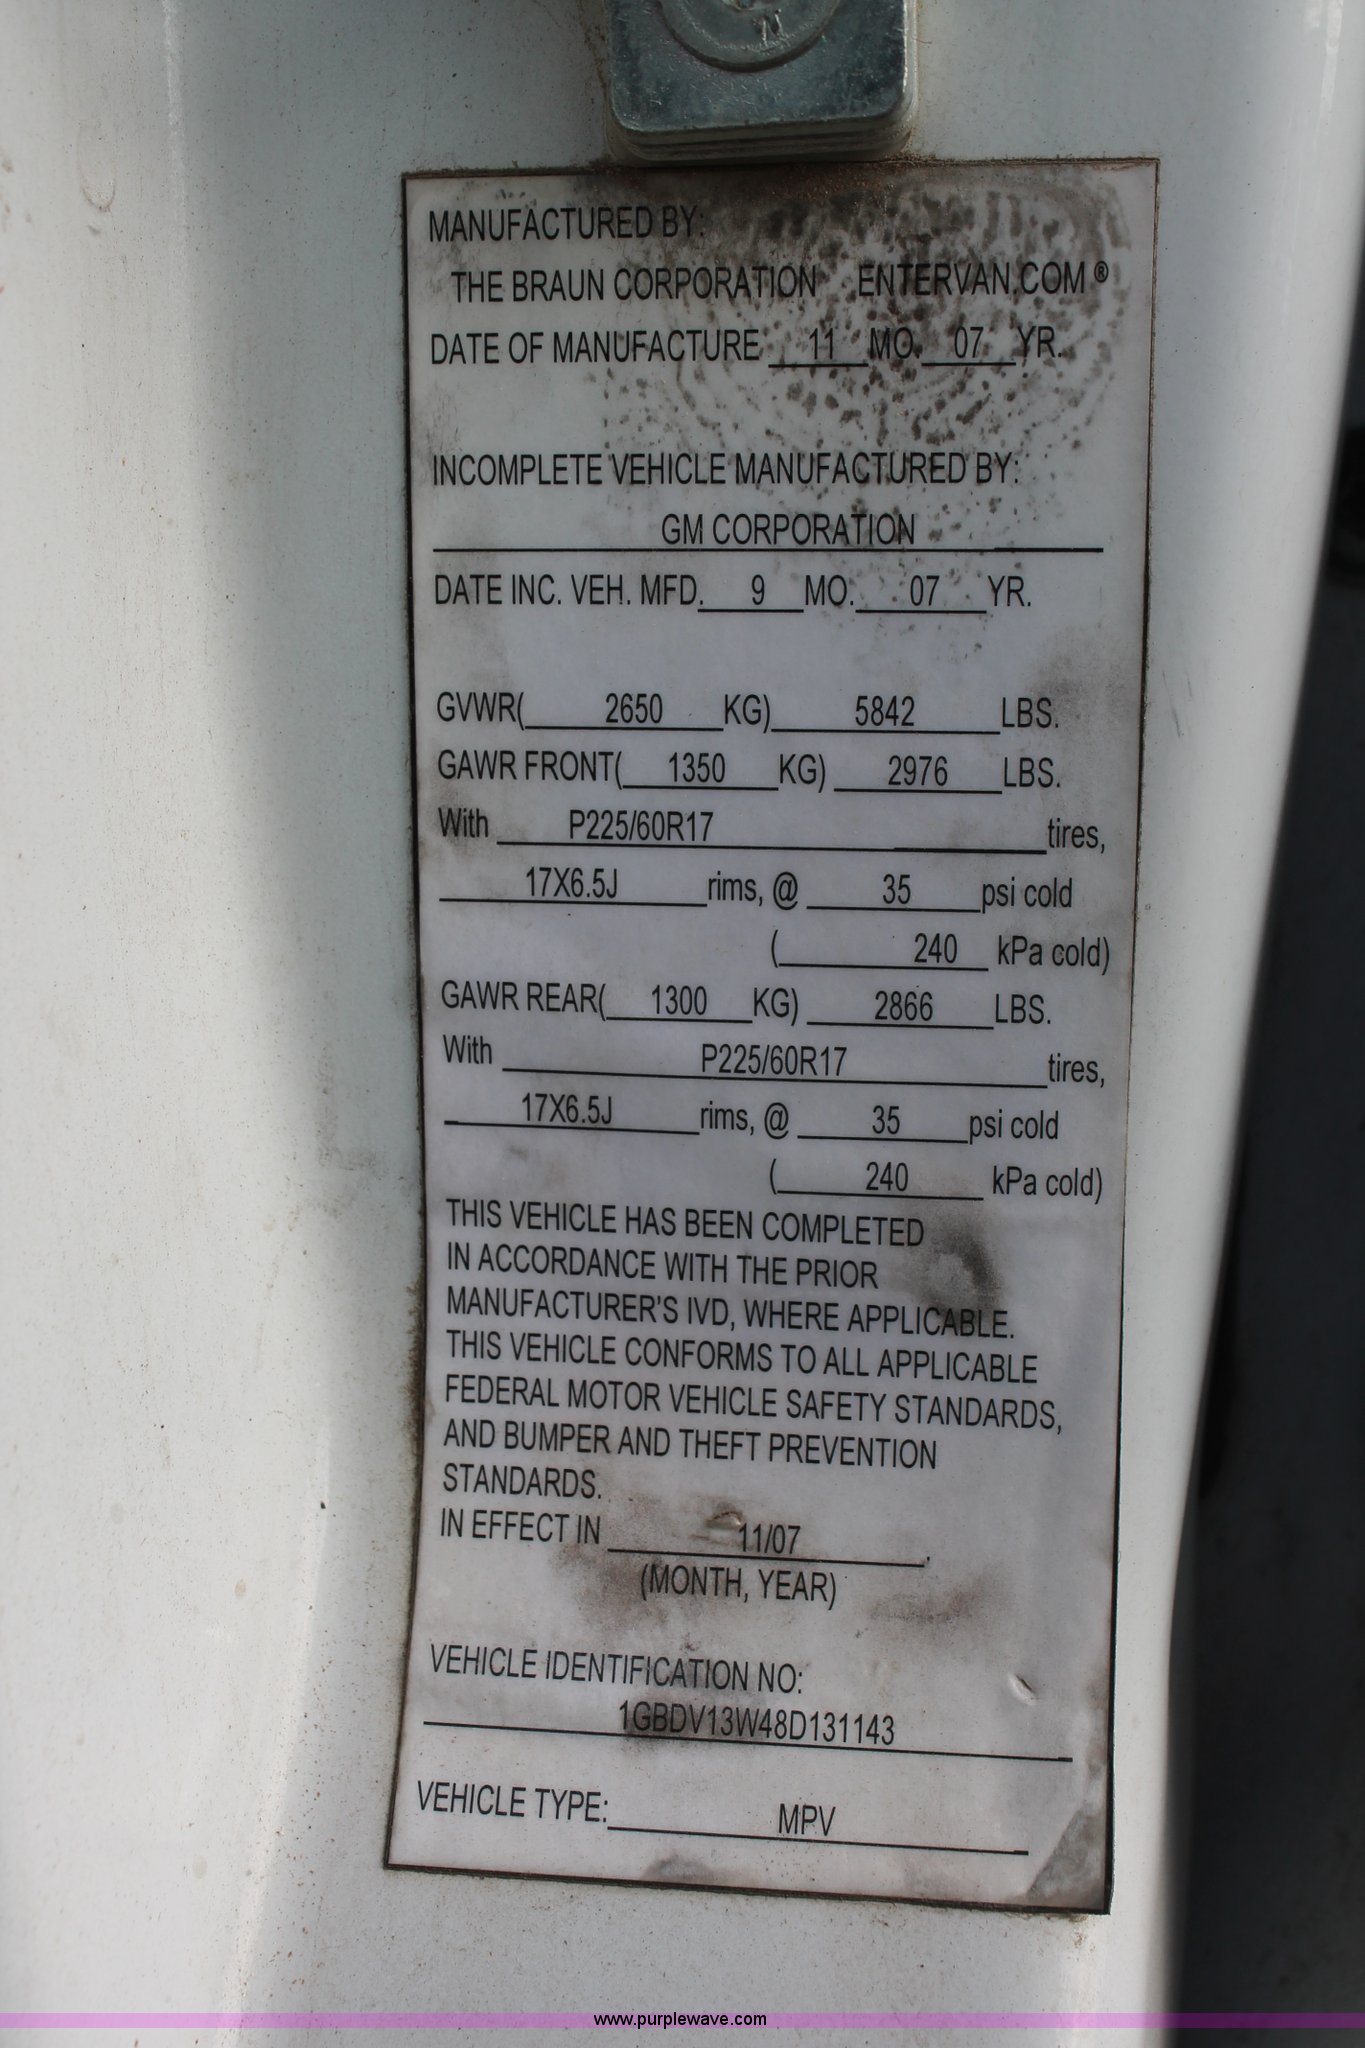 MANUFACTURED BY:
THE BRAUN CORPORATION ENTERVAN.COM®
DATE OF MANUFACTURE 11 MO. 07 YR.
INCOMPLETE VEHICLE MANUFACTURED BY:
GM CORPORATION
DATE INC. VEH. MFD. 9 MO. 07 YR.
GVWR( 2650 KG) 5842 LBS.
GAWR FRONT( 1350 KG) 2976 LBS.
With P225/60R17 tires,
17X6.5J rims, @ 35 psi cold
( 240 kPa cold)
GAWR REAR( 1300 KG) 2866 LBS.
With P225/60R17 tires,
17X6.5J rims, @ 35 psi cold
( 240 kPa cold)
THIS VEHICLE HAS BEEN COMPLETED
IN ACCORDANCE WITH THE PRIOR
MANUFACTURER'S IVD, WHERE APPLICABLE.
THIS VEHICLE CONFORMS TO ALL APPLICABLE
FEDERAL MOTOR VEHICLE SAFETY STANDARDS,
AND BUMPER AND THEFT PREVENTION
STANDARDS.
IN EFFECT IN 11/07.
(MONTH, YEAR)
VEHICLE IDENTIFICATION NO:
1GBDV13W48D131143
VEHICLE TYPE: MPV
www.purplewave.com